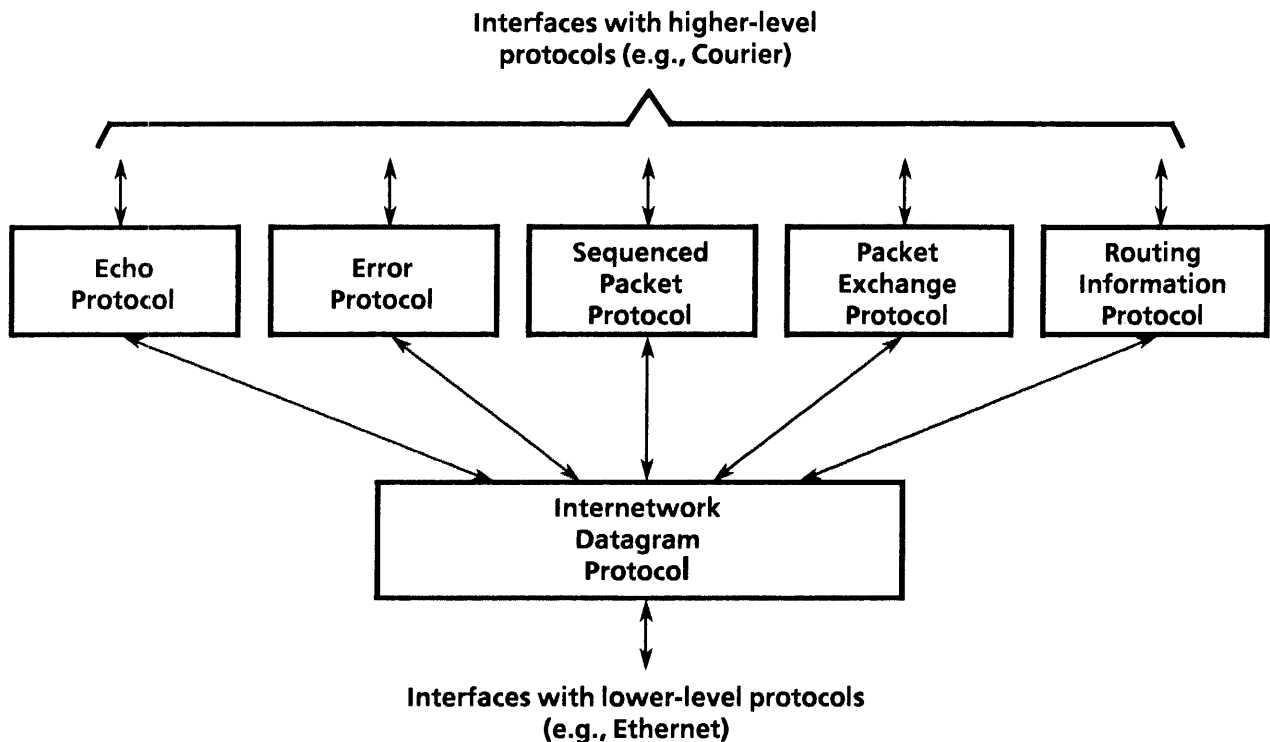 Interfaces with higher-level
protocols (e.g., Courier)
Echo
Protocol
Error
Protocol
Sequenced
Packet
Protocol
Packet
Exchange
Protocol
Routing
Information
Protocol
Internetwork
Datagram
Protocol
Interfaces with lower-level protocols
(e.g., Ethernet)